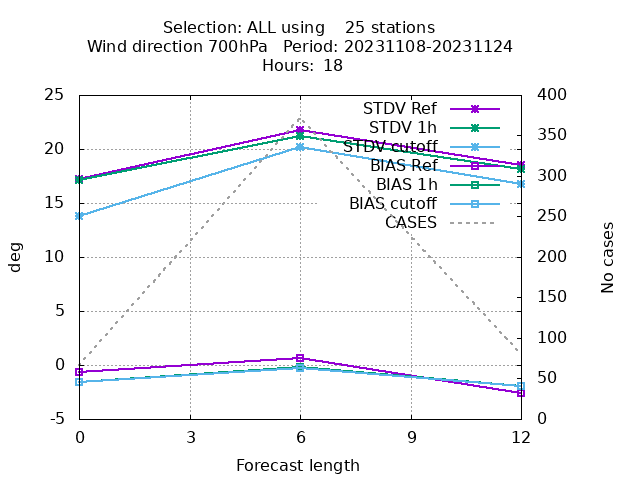 Selection: ALL using    25 stations
Wind direction 700hPa   Period: 20231108-20231124
Hours: 18
25
20
15
10
5
0
-5
400
350
300
250
200
150
100
50
0
STDV Ref
STDV 1h
STDV cutoff
BIAS Ref
BIAS 1h
BIAS cutoff
CASES
deg
No cases
0
3
6
9
12
Forecast length